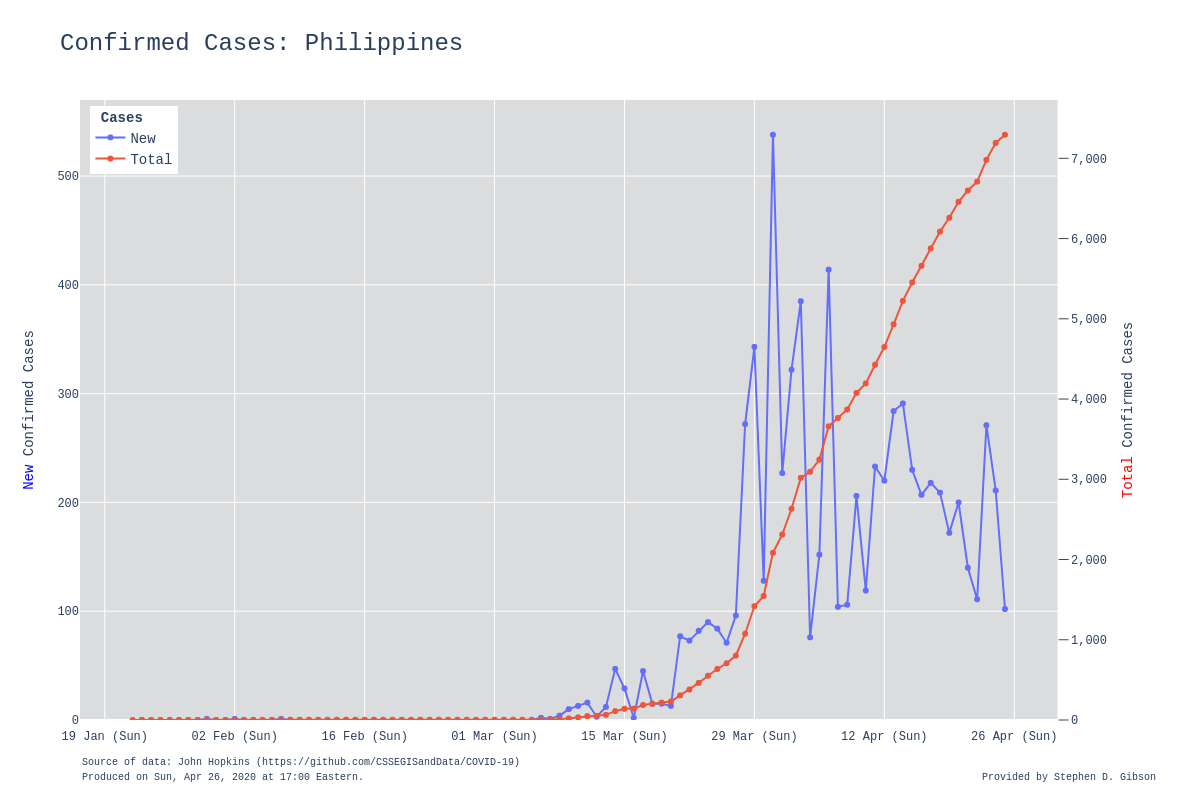 Confirmed Cases: Philippines
Cases
New
Total
500
400
300
200
100
0
New Confirmed Cases
7,000
6,000
5,000
4,000
3,000
2,000
1,000
0
Total Confirmed Cases
19 Jan (Sun)
02 Feb (Sun)
16 Feb (Sun)
01 Mar (Sun)
15 Mar (Sun)
29 Mar (Sun)
12 Apr (Sun)
26 Apr (Sun)
Source of data: John Hopkins (https://github.com/CSSEGISandData/COVID-19)
Produced on Sun, Apr 26, 2020 at 17:00 Eastern.
Provided by Stephen D. Gibson